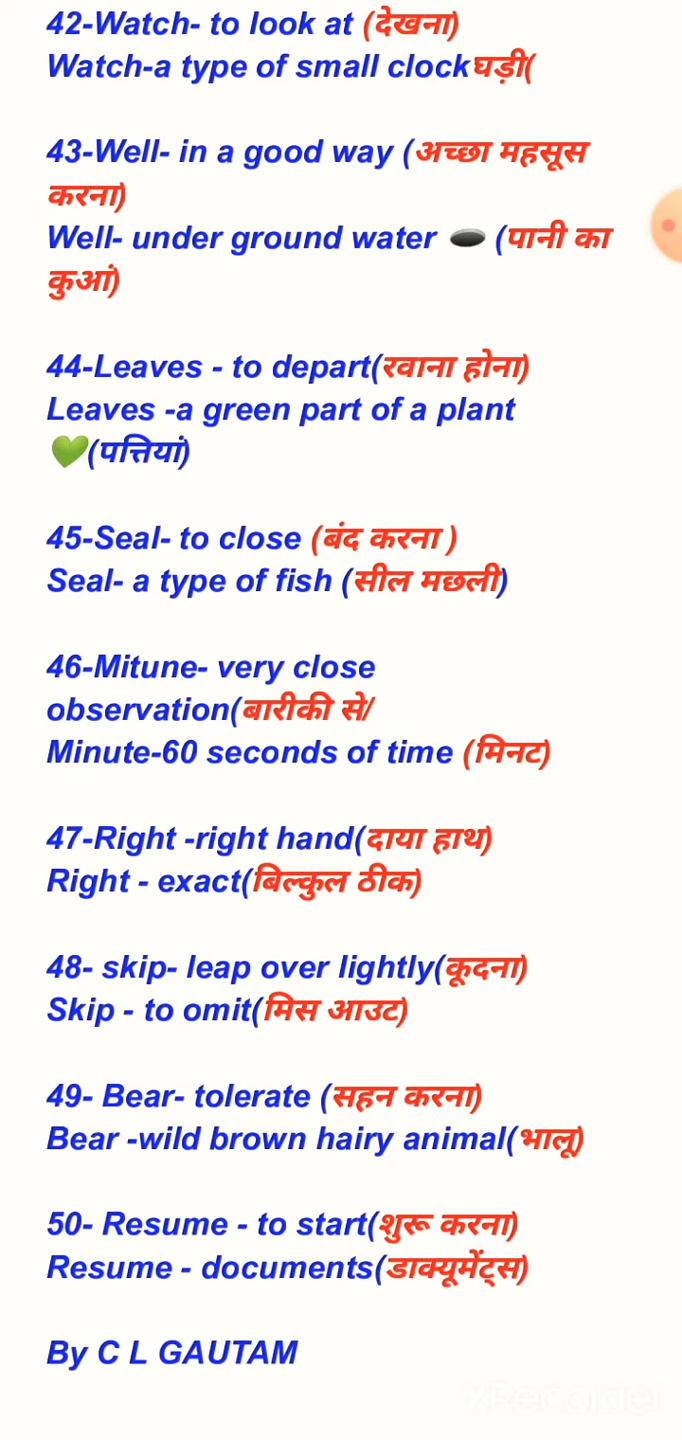 42-Watch- to look at (देखना)
Watch-a type of small clockघड़ी(
43-Well- in a good way (अच्छा महसूस
करना)
Well- under ground water 🕳 (पानी का
कुआं)
44-Leaves - to depart(रवाना होना)
Leaves -a green part of a plant
💚(पत्तियां)
45-Seal- to close (बंद करना )
Seal- a type of fish (सील मछली)
46-Mitune- very close
observation(बारीकी से/
Minute-60 seconds of time (मिनट)
47-Right -right hand(दाया हाथ)
Right - exact(बिल्कुल ठीक)
48- skip- leap over lightly(कूदना)
Skip - to omit(मिस आउट)
49- Bear- tolerate (सहन करना)
Bear -wild brown hairy animal(भालू)
50- Resume - to start(शुरू करना)
Resume - documents(डाक्यूमेंट्स)
By C L GAUTAM
XRecorder